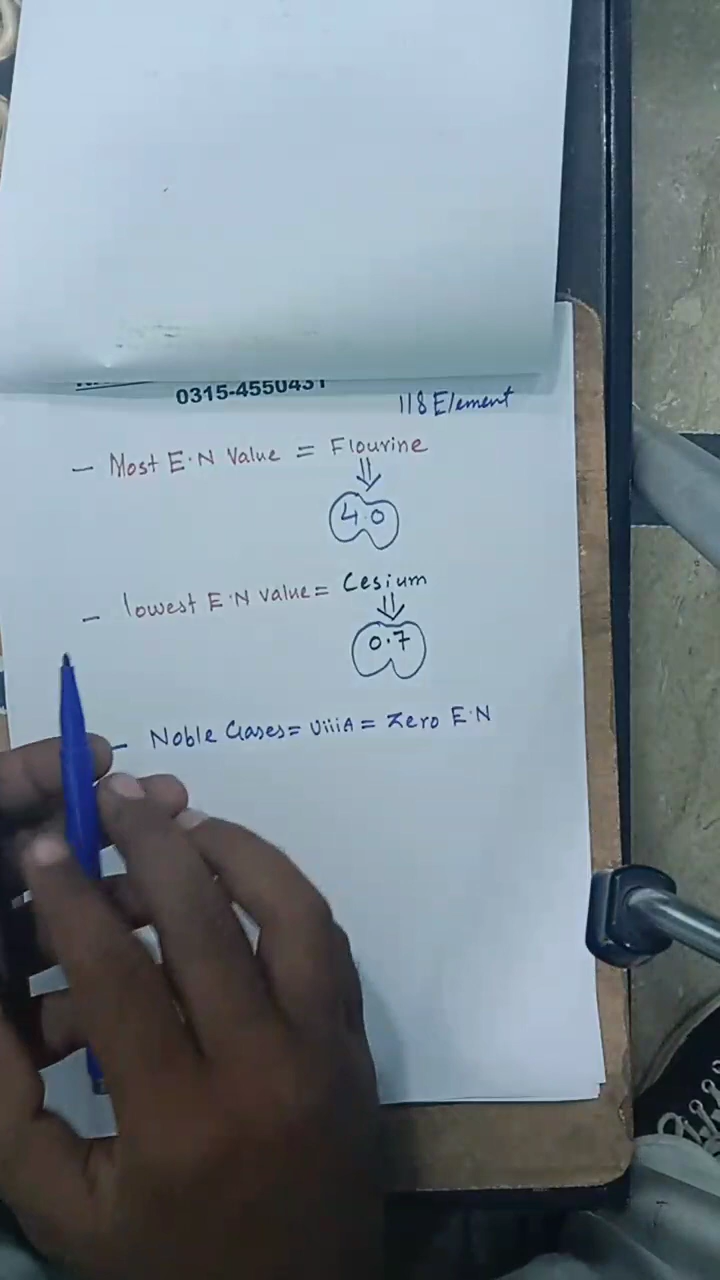 0315-4550431
118 Element
- Most E.N Value = Flourine
4.0
- lowest E.N value = Cesium
0.7
- Noble Gases = viiiA = Zero E.N